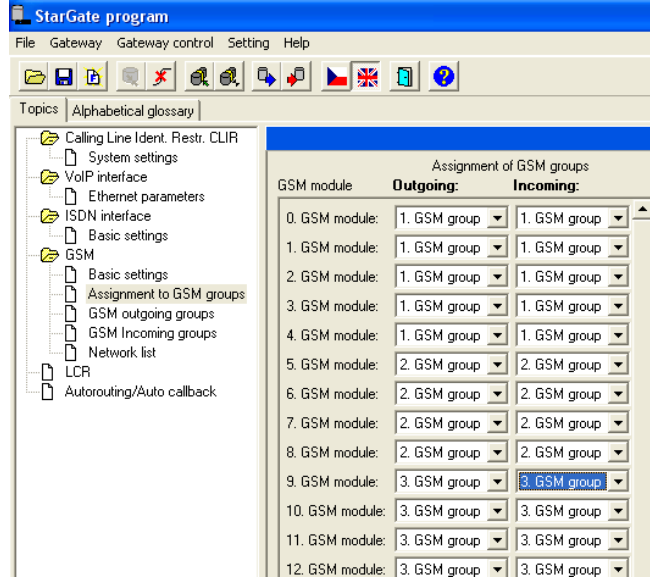 StarGate program
File Gateway Gateway control Setting Help
Topics Alphabetical glossary
Calling Line Ident. Restr. CLIR
System settings
VoIP interface
Ethernet parameters
ISDN interface
Basic settings
GSM
Basic settings
Assignment to GSM groups
GSM outgoing groups
GSM Incoming groups
Network list
LCR
Autorouting/Auto callback
Assignment of GSM groups
GSM module Outgoing: Incoming:
0. GSM module: 1. GSM group 1. GSM group
1. GSM module: 1. GSM group 1. GSM group
2. GSM module: 1. GSM group 1. GSM group
3. GSM module: 1. GSM group 1. GSM group
4. GSM module: 1. GSM group 1. GSM group
5. GSM module: 2. GSM group 2. GSM group
6. GSM module: 2. GSM group 2. GSM group
7. GSM module: 2. GSM group 2. GSM group
8. GSM module: 2. GSM group 2. GSM group
9. GSM module: 3. GSM group 3. GSM group
10. GSM module: 3. GSM group 3. GSM group
11. GSM module: 3. GSM group 3. GSM group
12. GSM module: 3. GSM group 3. GSM group